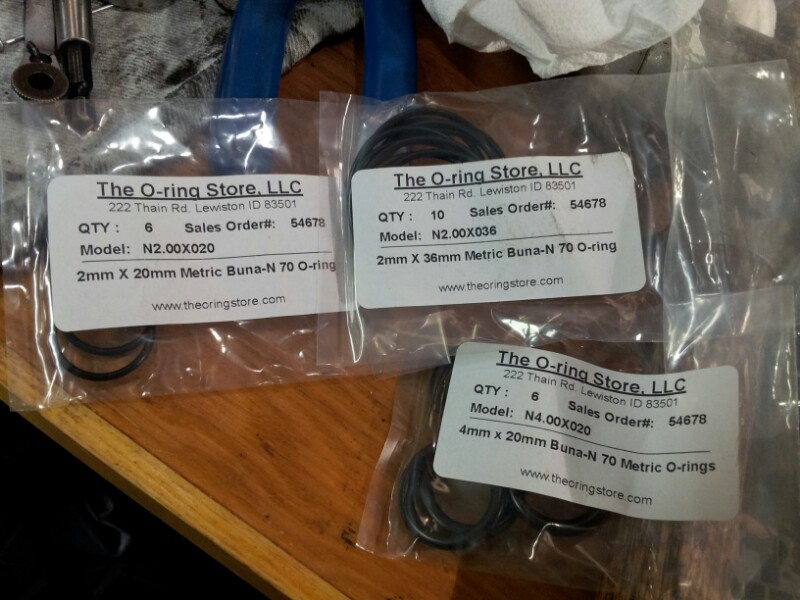 The O-ring Store, LLC
222 Thain Rd. Lewiston ID 83501
QTY : 6 Sales Order#: 54678
Model: N2.00X020
2mm X 20mm Metric Buna-N 70 O-ring
www.theoringstore.com
The O-ring Store, LLC
222 Thain Rd. Lewiston ID 83501
QTY : 10 Sales Order#: 54678
Model: N2.00X036
2mm X 36mm Metric Buna-N 70 O-ring
www.theoringstore.com
The O-ring Store, LLC
222 Thain Rd. Lewiston ID 83501
QTY : 6 Sales Order#: 54678
Model: N4.00X020
4mm x 20mm Buna-N 70 Metric O-rings
www.theoringstore.com